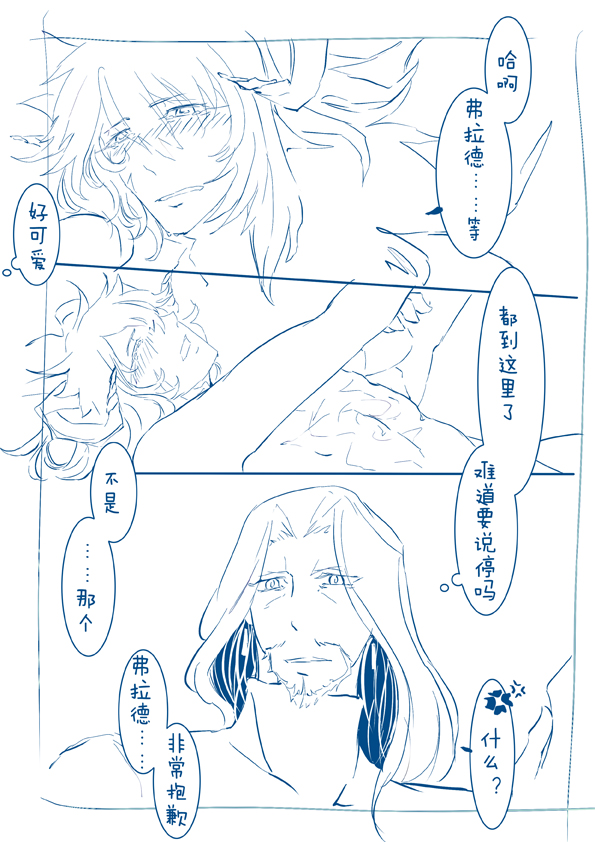 哈啊
弗拉德……等
好可爱
都到这里了
难道要说停吗
不是
……那个
什么？
弗拉德……
非常抱歉